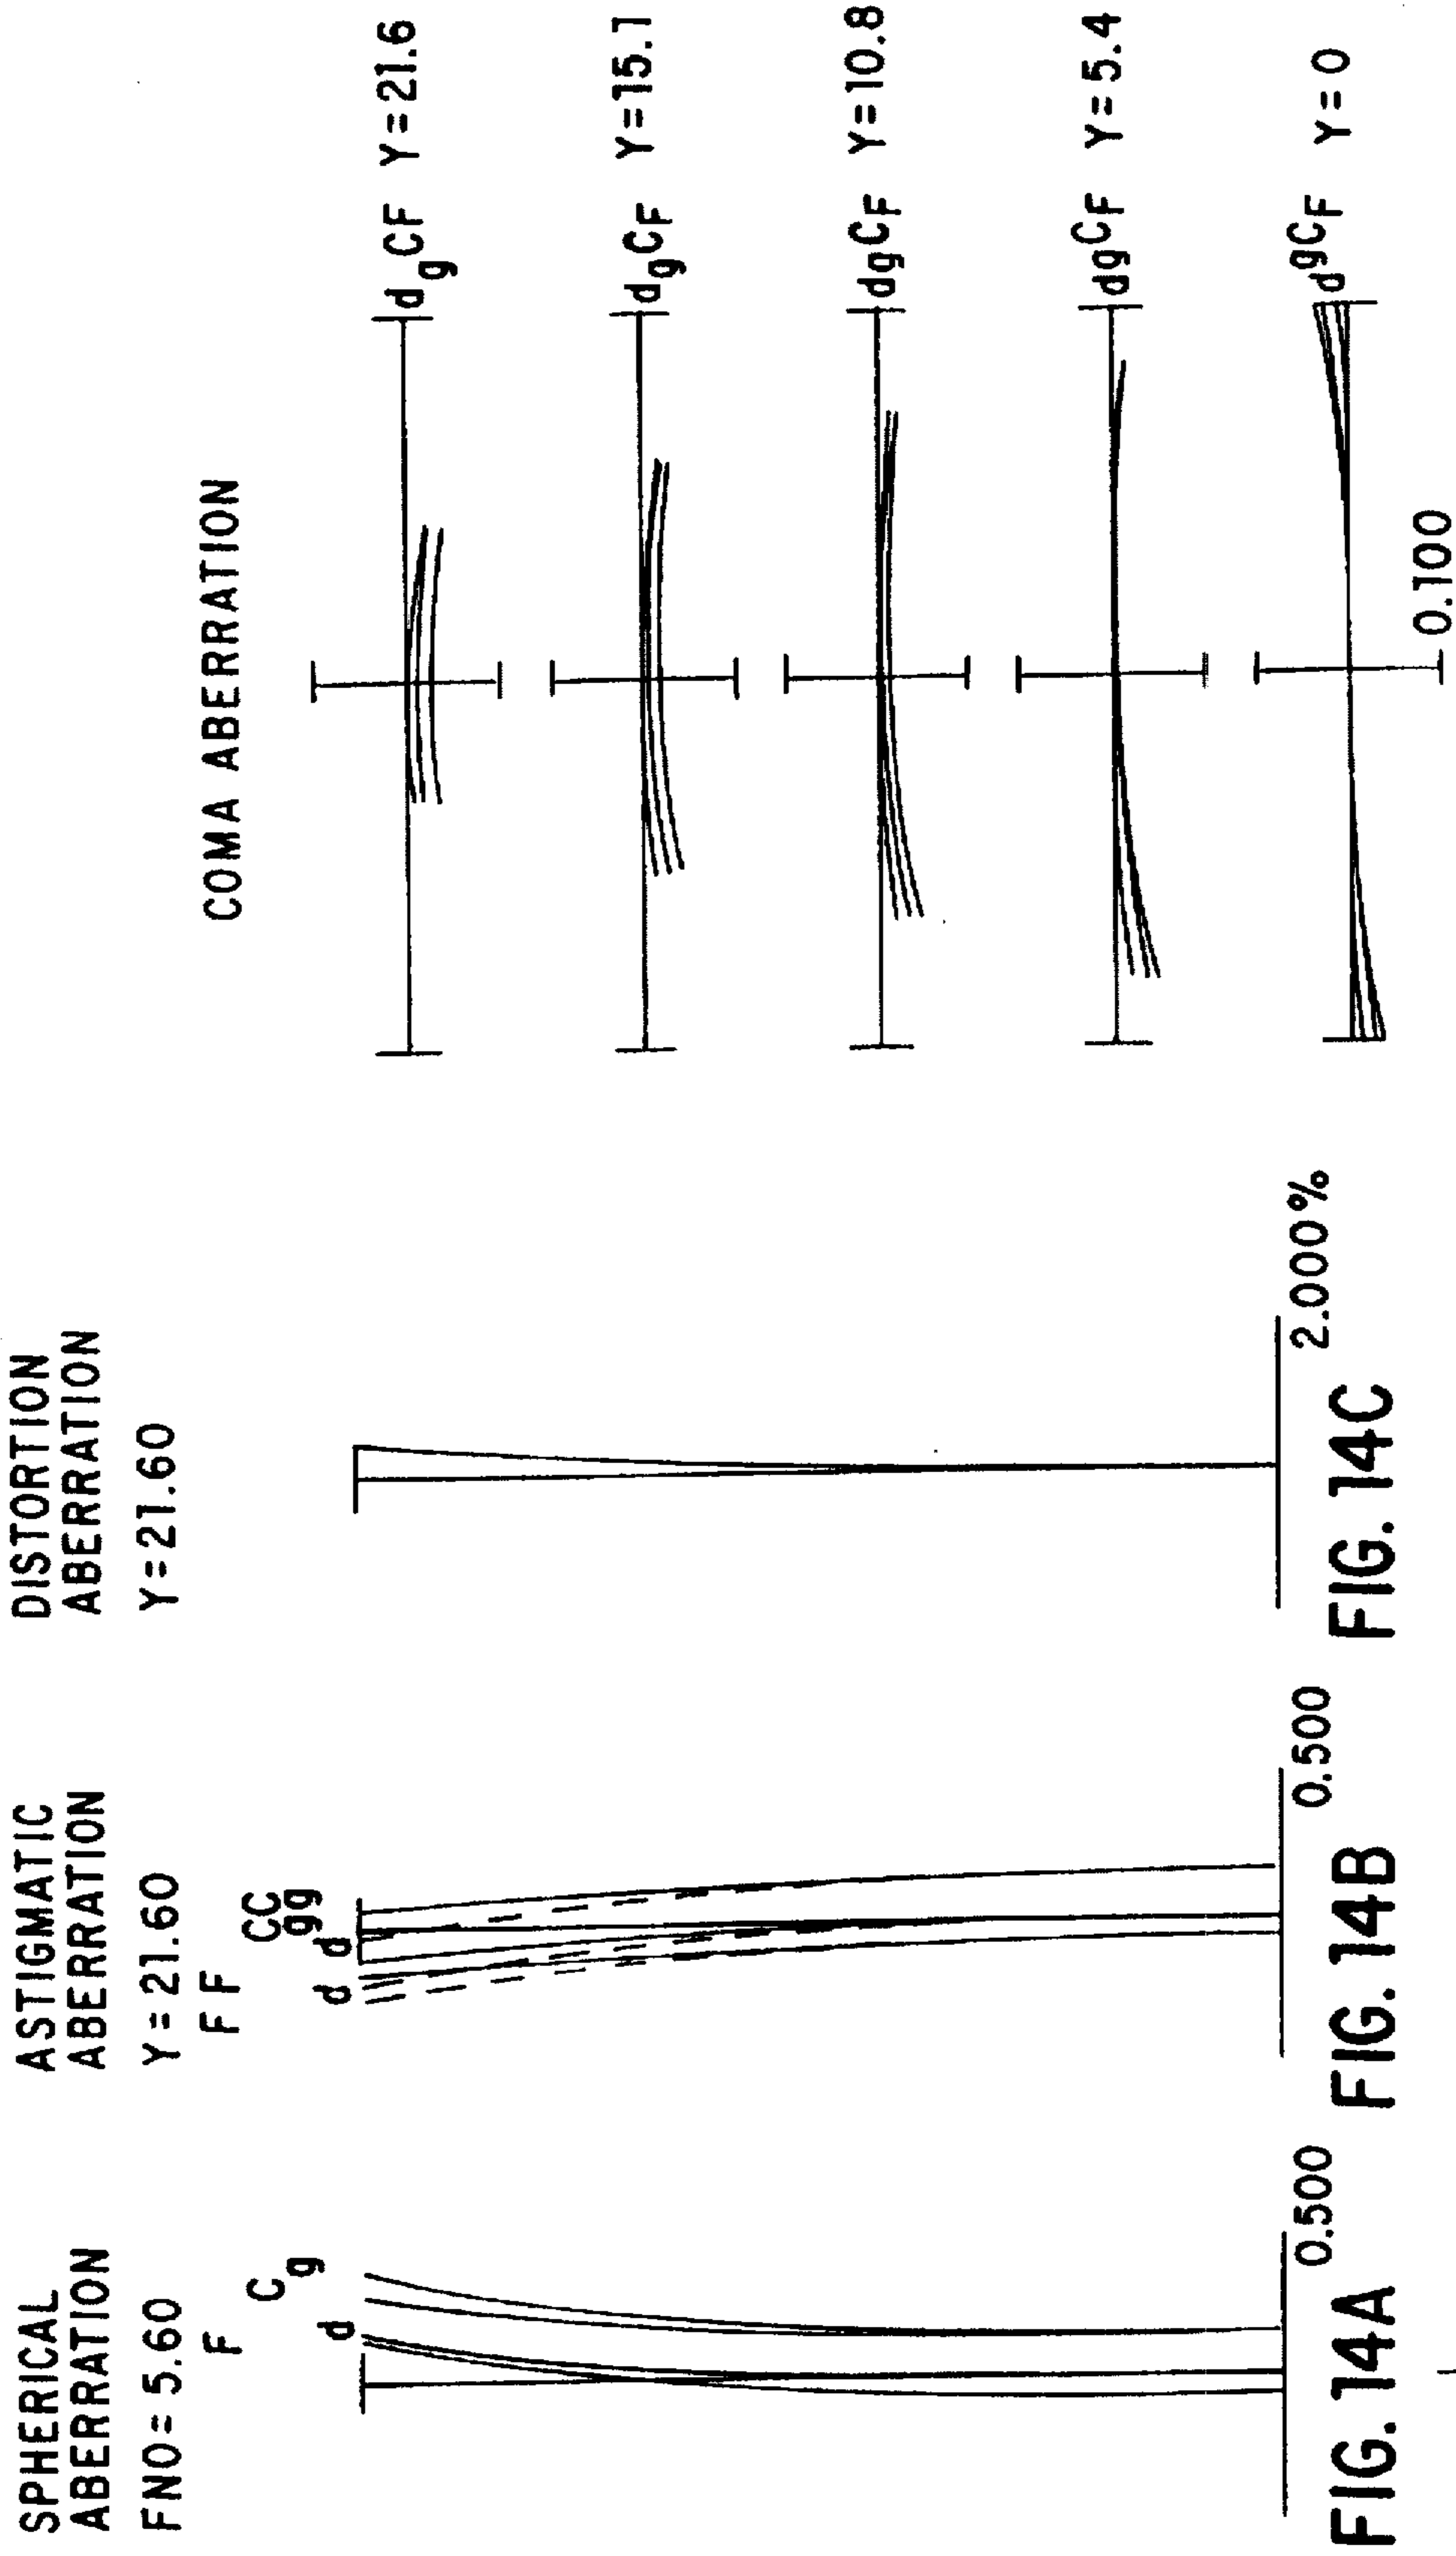 SPHERICAL
ABERRATION
FNO=5.60
F
C
g
d
0.500
FIG. 14A
ASTIGMATIC
ABERRATION
Y=21.60
F F
CC
gg
d
d
0.500
FIG. 14B
DISTORTION
ABERRATION
Y=21.60
2.000%
FIG. 14C
COMA ABERRATION
dgCF Y=21.6
dgCF Y=15.1
dgCF Y=10.8
dgCF Y=5.4
dgCF Y=0
0.100